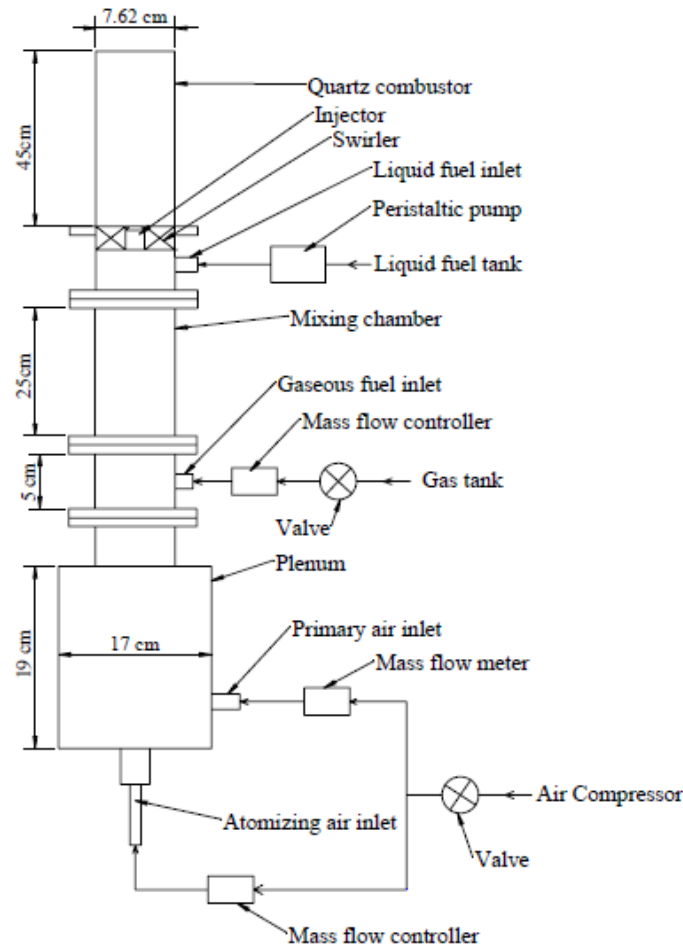 7.62 cm
45cm
Quartz combustor
Injector
Swirler
Liquid fuel inlet
Peristaltic pump
Liquid fuel tank
Mixing chamber
25cm
Gaseous fuel inlet
Mass flow controller
5 cm
Gas tank
Valve
Plenum
19 cm
17 cm
Primary air inlet
Mass flow meter
Air Compressor
Atomizing air inlet
Valve
Mass flow controller